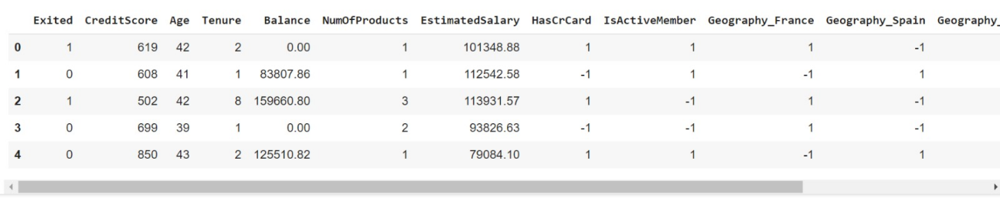 Exited CreditScore Age Tenure Balance NumOfProducts EstimatedSalary HasCrCard IsActiveMember Geography_France Geography_Spain Geography_
0 1 619 42 2 0.00 1 101348.88 1 1 1 -1
1 0 608 41 1 83807.86 1 112542.58 -1 1 -1 1
2 1 502 42 8 159660.80 3 113931.57 1 -1 1 -1
3 0 699 39 1 0.00 2 93826.63 -1 -1 1 -1
4 0 850 43 2 125510.82 1 79084.10 1 1 -1 1